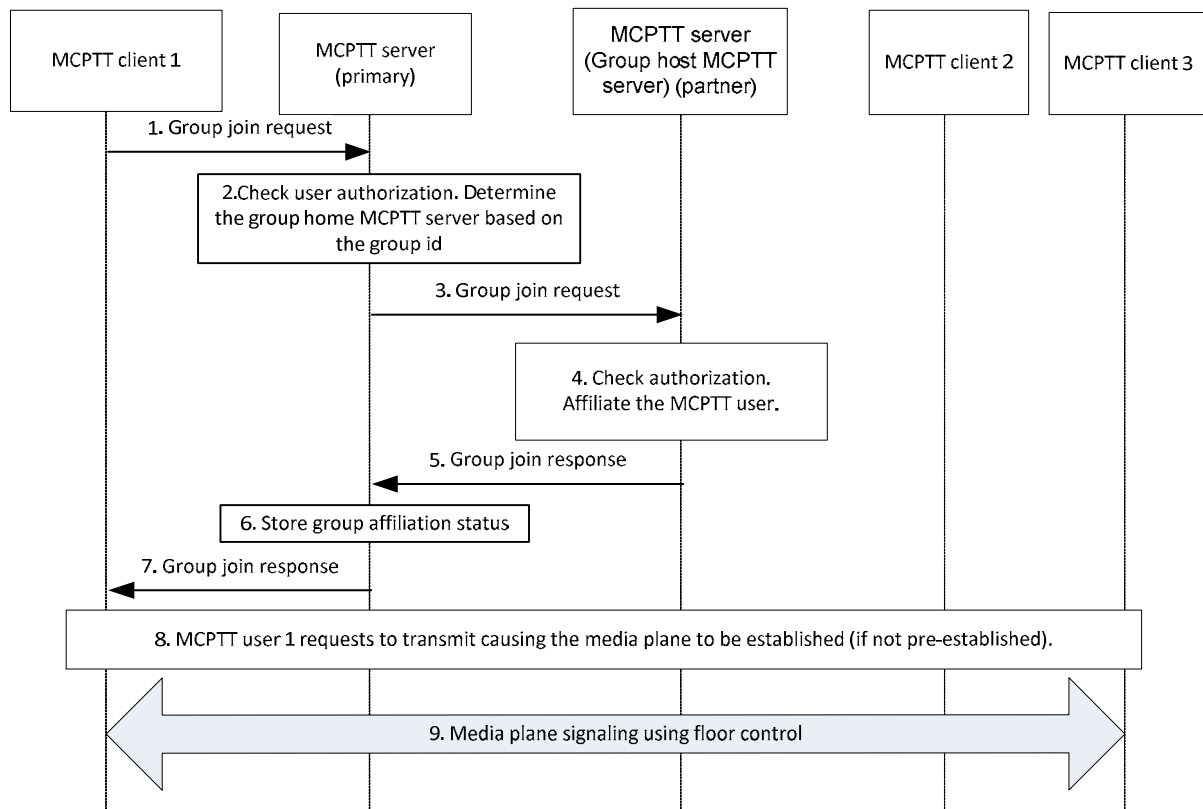 MCPTT client 1
MCPTT server
(primary)
MCPTT server
(Group host MCPTT
server) (partner)
MCPTT client 2
MCPTT client 3
1. Group join request
2.Check user authorization. Determine
the group home MCPTT server based on
the group id
3. Group join request
4. Check authorization.
Affiliate the MCPTT user.
5. Group join response
6. Store group affiliation status
7. Group join response
8. MCPTT user 1 requests to transmit causing the media plane to be established (if not pre-established).
9. Media plane signaling using floor control